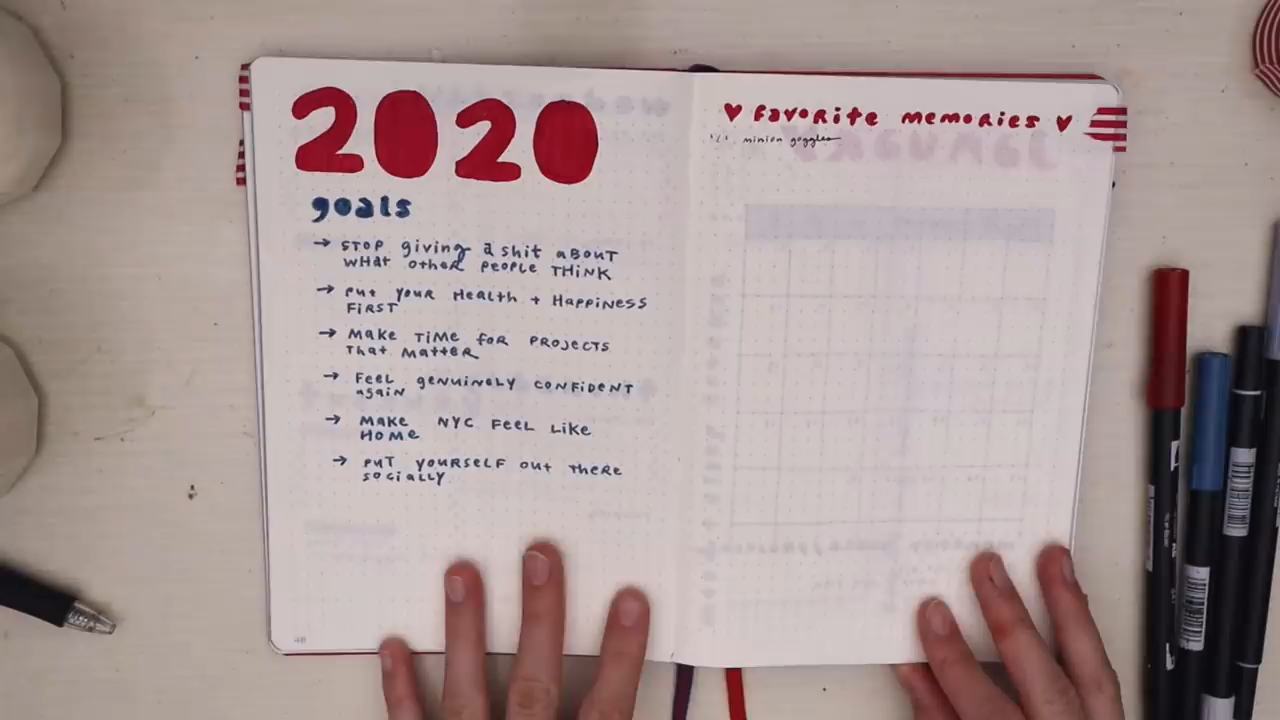 2020
goals
→ STOP giving a shit ABOUT
WHAT other PEOPLE THINK
→ PUT YOUR Health + HAPPINESS
FIRST
→ MAKE TIME FOR PROJECTS
THAT MATTER
→ FEEL genuinely CONFIDENT
again
→ MAKE NYC FEEL LIKE
HOME
→ PUT YOURSELF out THERE
socially
48
♥ favorite memories ♥
minion goggles